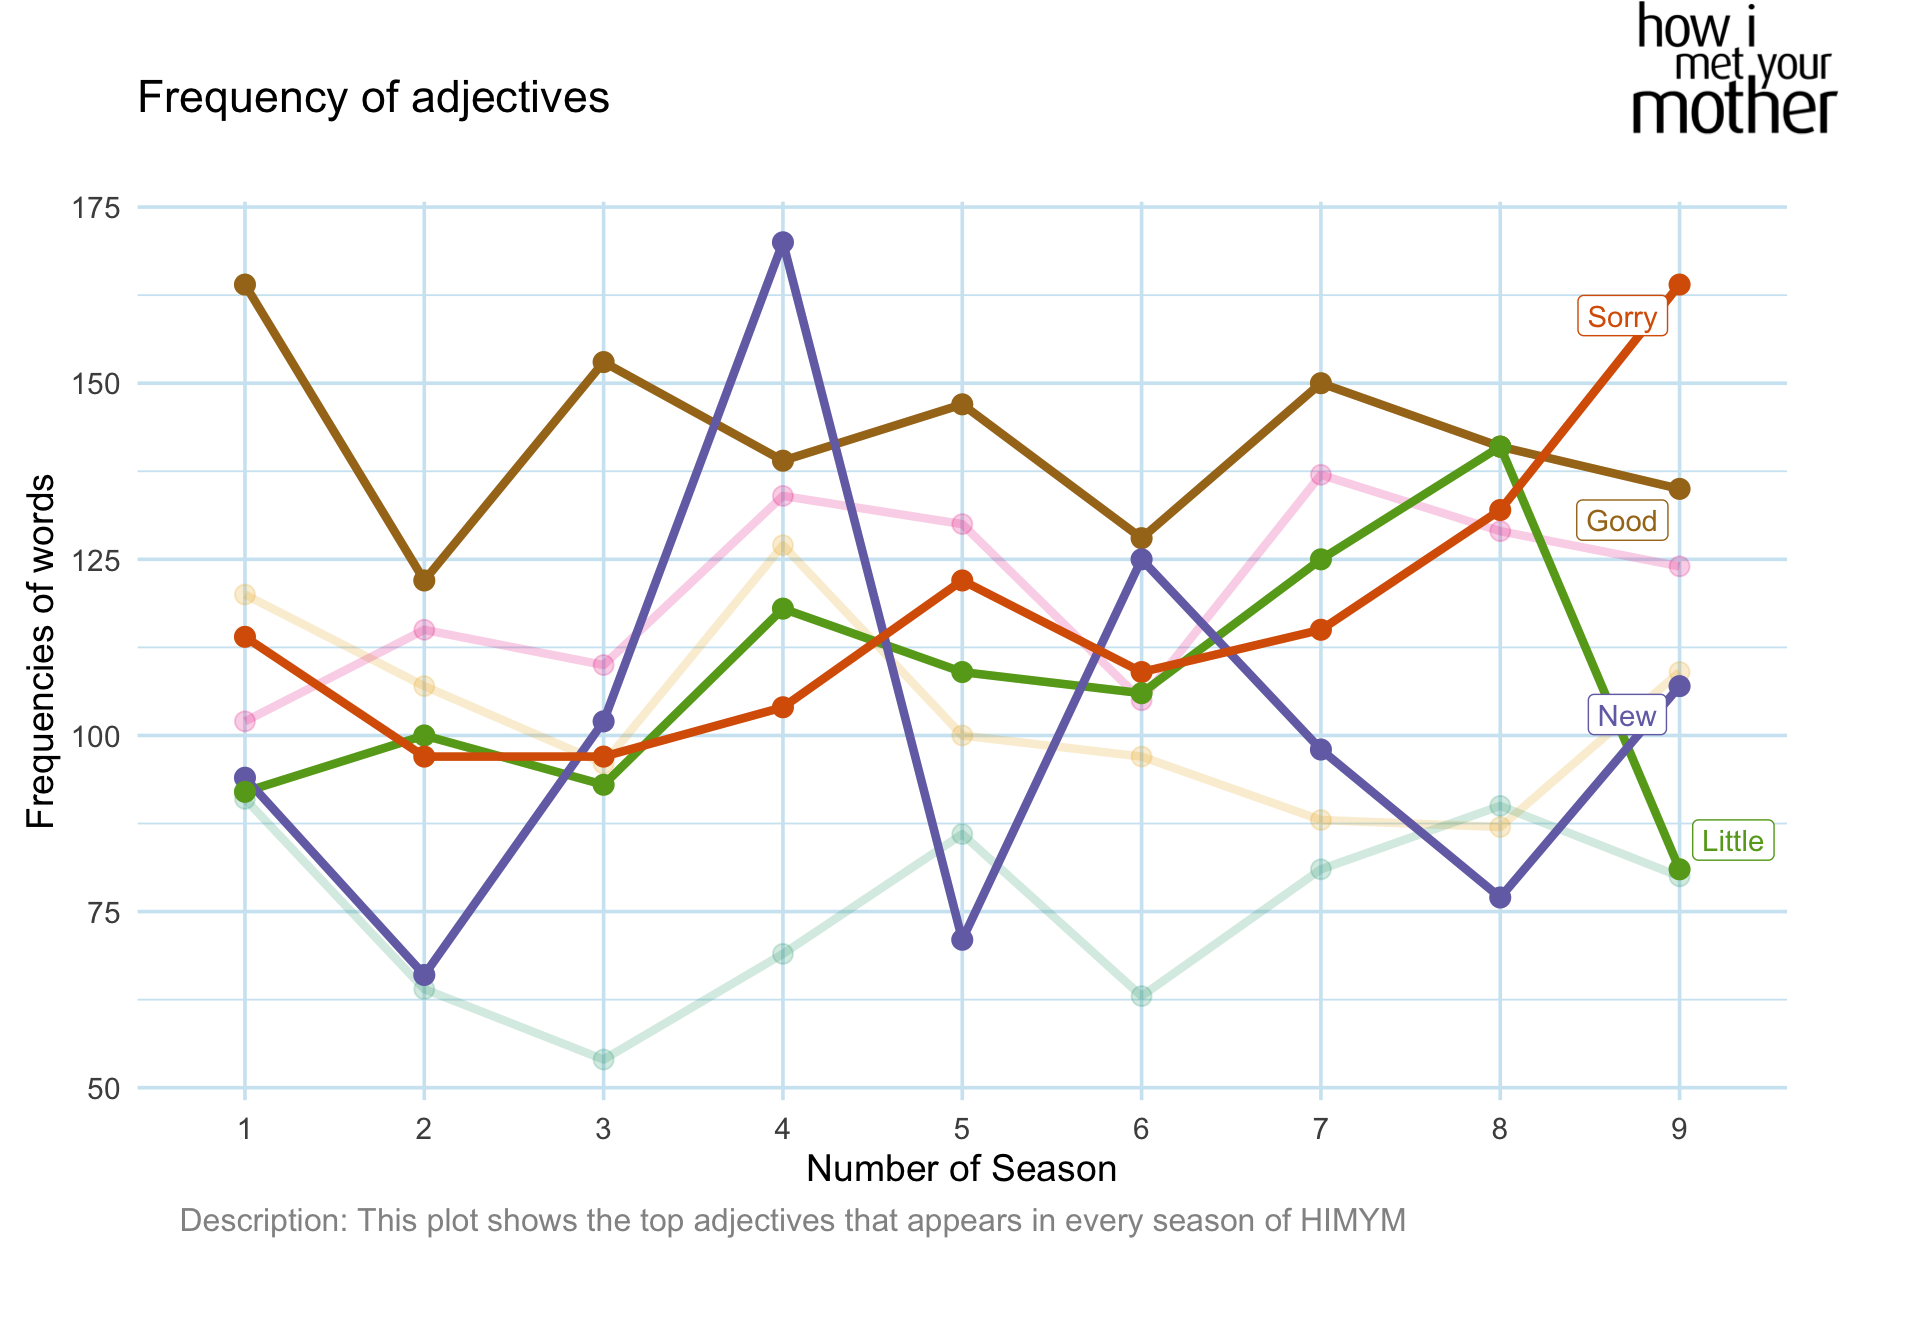 how i
met your
mother
Frequency of adjectives
Frequencies of words
175
150
125
100
75
50
Sorry
Good
New
Little
1 2 3 4 5 6 7 8 9
Number of Season
Description: This plot shows the top adjectives that appears in every season of HIMYM